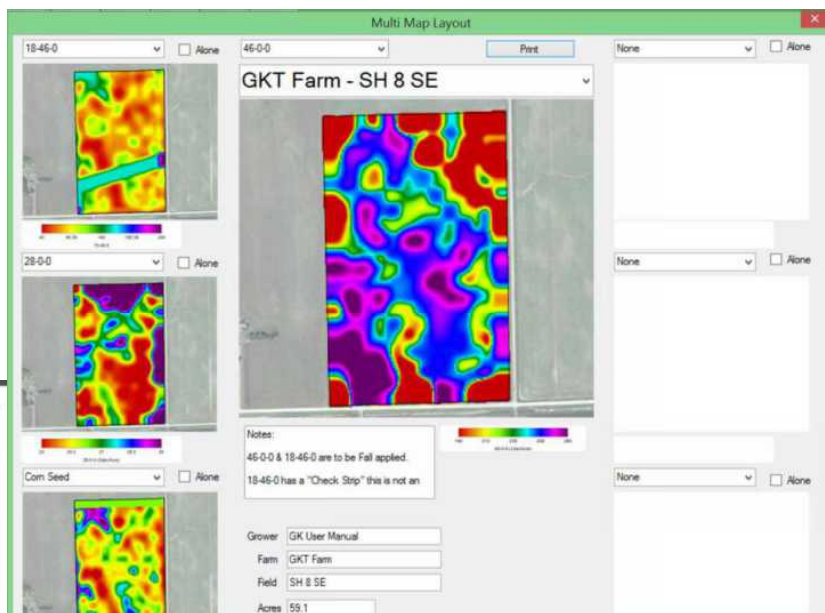 Multi Map Layout
18-46-0
Alone
46-0-0
Print
None
Alone
GKT Farm - SH 8 SE
18-46-0
28-0-0
Alone
None
Alone
Notes:
46-0-0 & 18-46-0 are to be Fall applied.
18-46-0 has a "Check Strip" this is not an
Corn Seed
Alone
None
Alone
Grower
GK User Manual
Farm
GKT Farm
Field
SH 8 SE
Acres
59.1